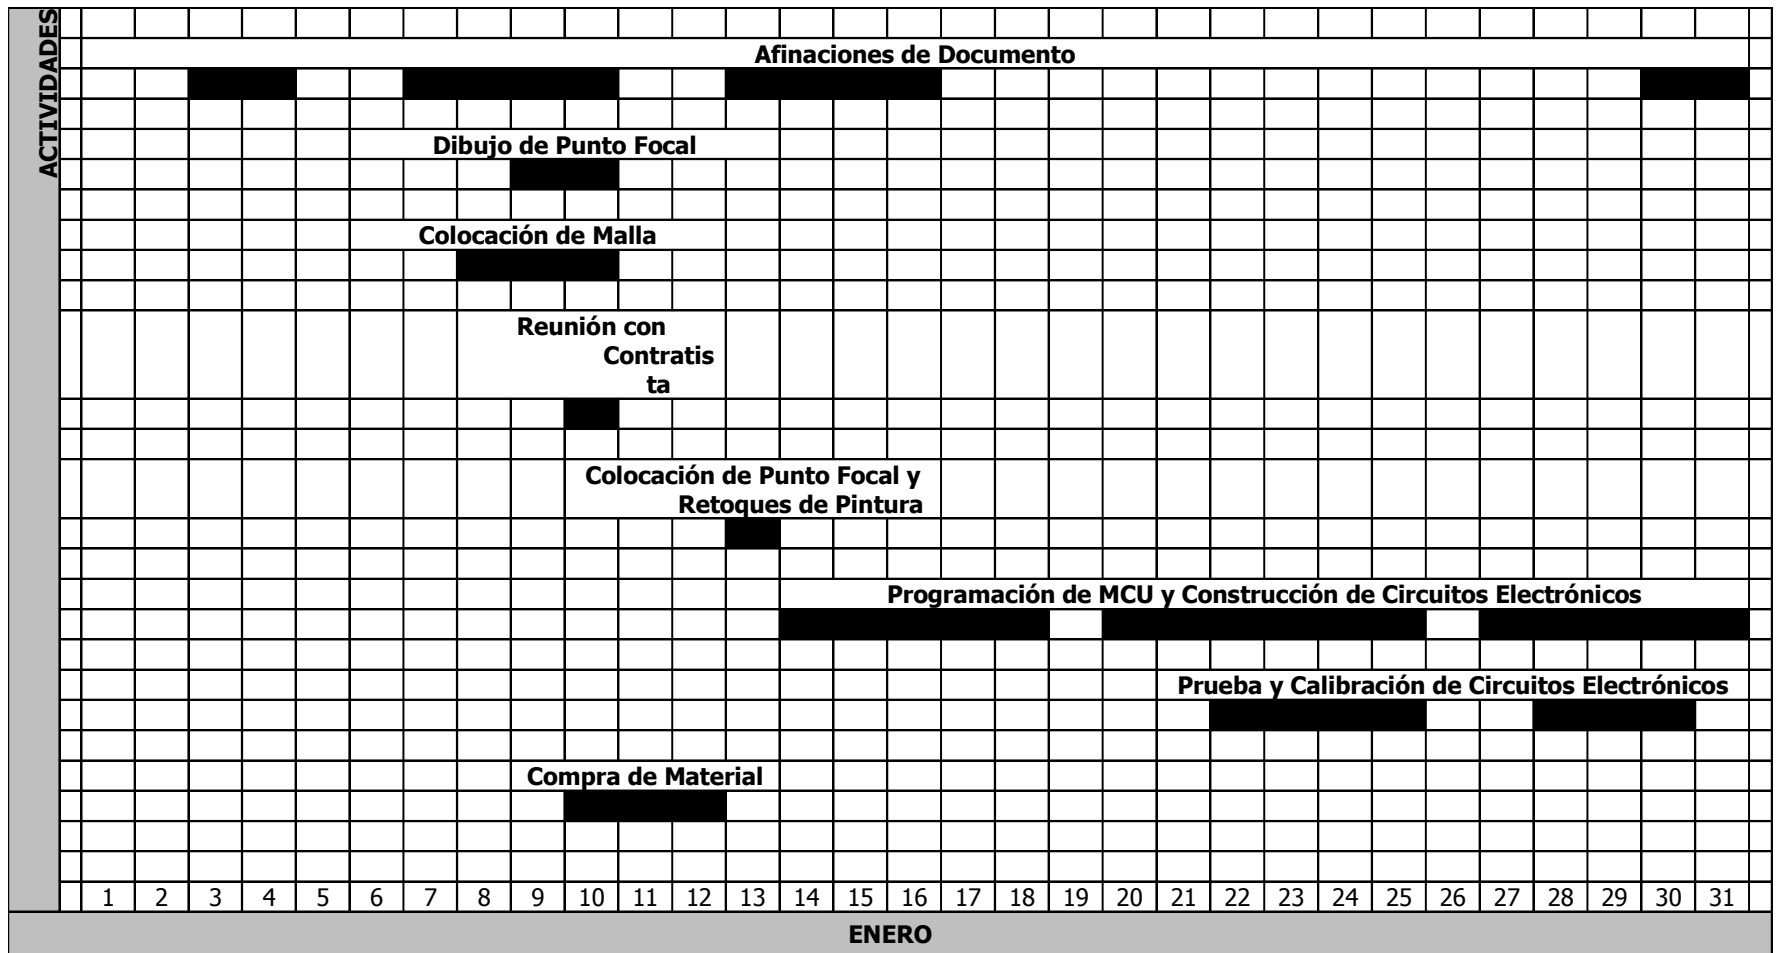 ACTIVIDADES
Afinaciones de Documento
Dibujo de Punto Focal
Colocación de Malla
Reunión con
Contratis
ta
Colocación de Punto Focal y
Retoques de Pintura
Programación de MCU y Construcción de Circuitos Electrónicos
Prueba y Calibración de Circuitos Electrónicos
Compra de Material
1 2 3 4 5 6 7 8 9 10 11 12 13 14 15 16 17 18 19 20 21 22 23 24 25 26 27 28 29 30 31
ENERO